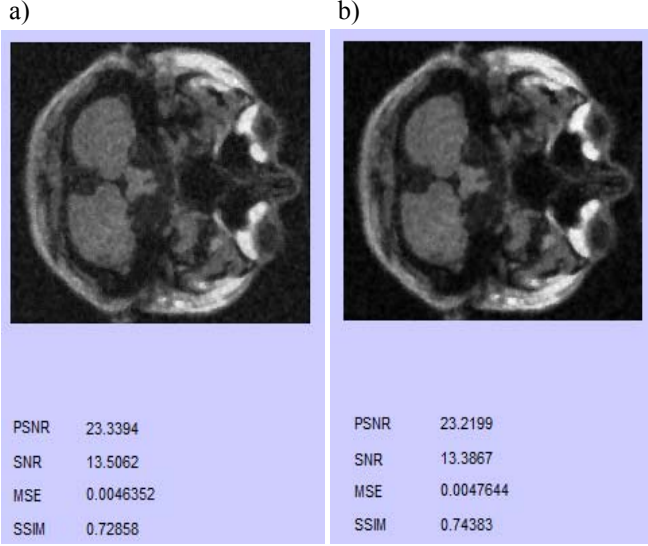 a)
b)
PSNR 23.3394
SNR 13.5062
MSE 0.0046352
SSIM 0.72858
PSNR 23.2199
SNR 13.3867
MSE 0.0047644
SSIM 0.74383